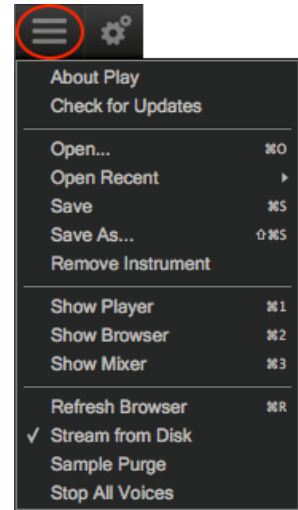 About Play
Check for Updates
Open... ⌘O
Open Recent
Save ⌘S
Save As... ⇧⌘S
Remove Instrument
Show Player ⌘1
Show Browser ⌘2
Show Mixer ⌘3
Refresh Browser ⌘R
✓ Stream from Disk
Sample Purge
Stop All Voices